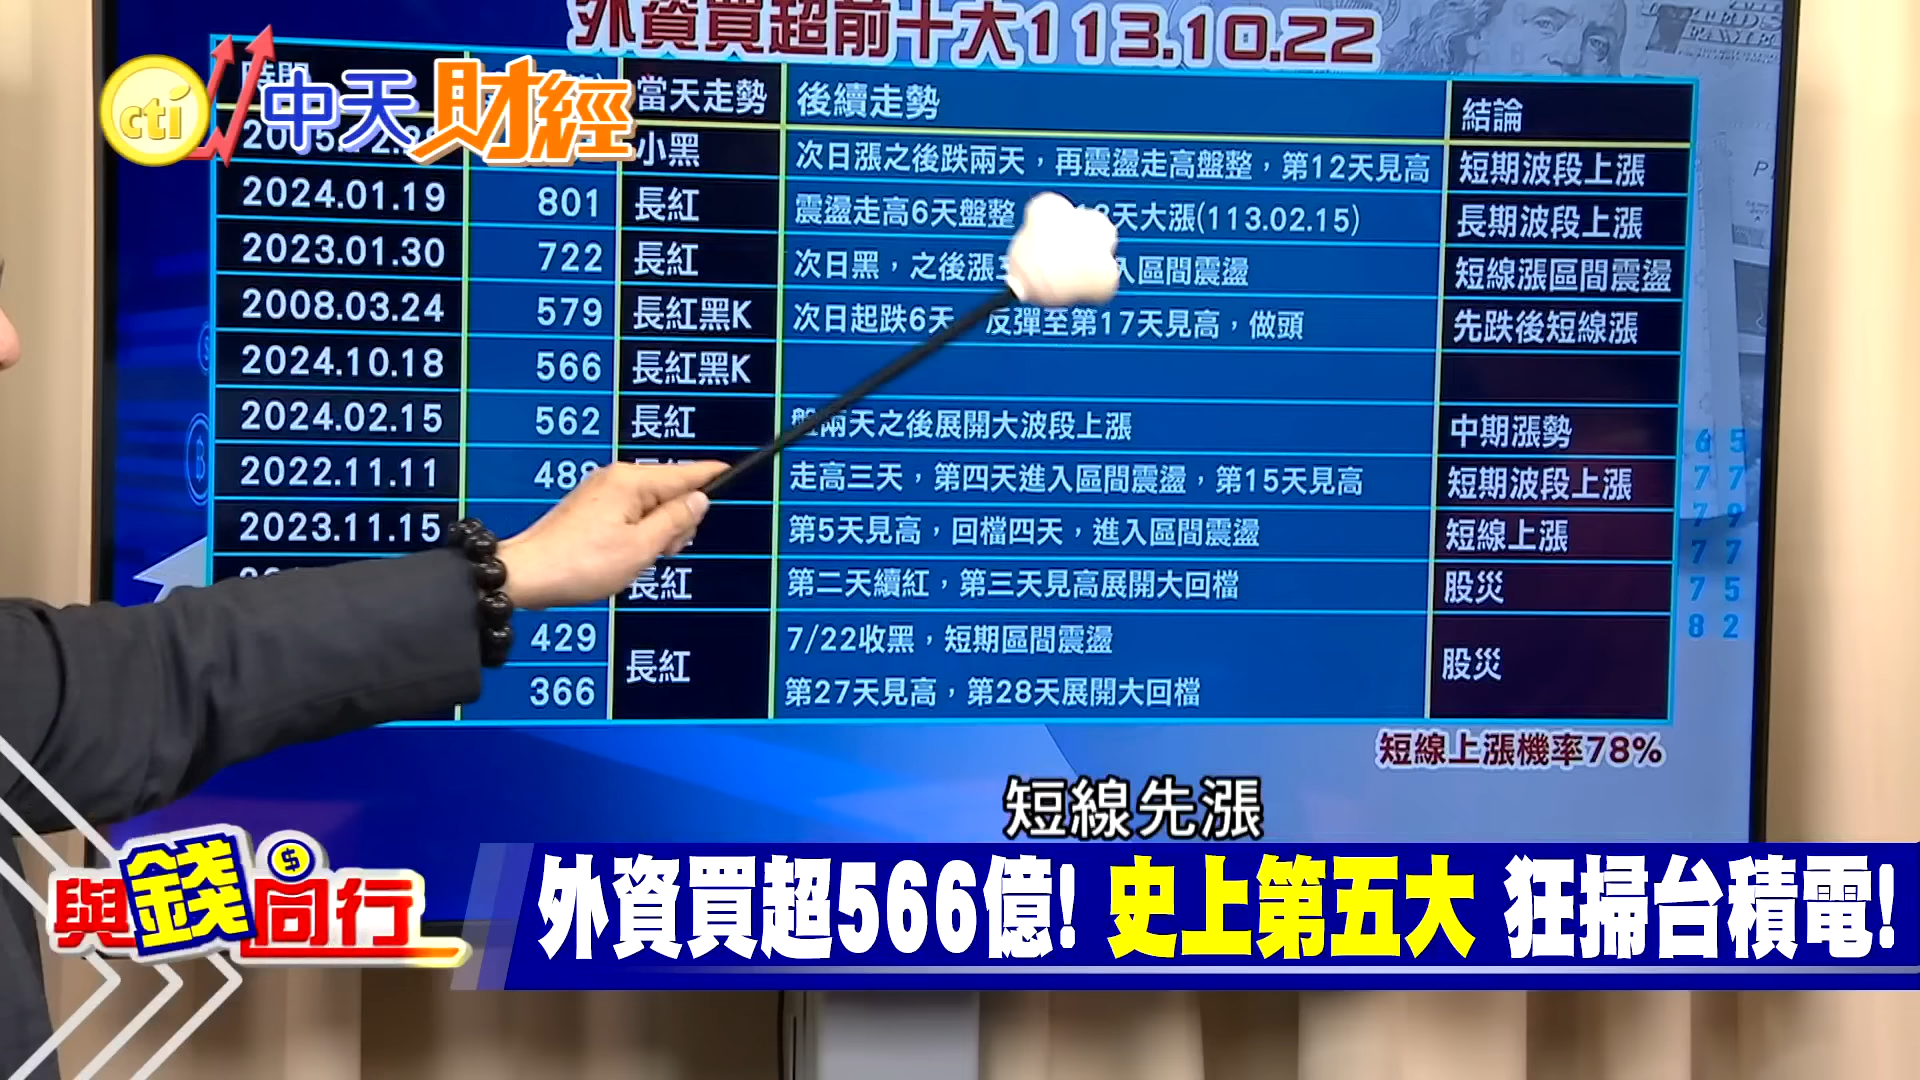 外資買超前十大113.10.22
cti 中天財經
當天走勢 後續走勢 結論
小黑 次日漲之後跌兩天，再震盪走高盤整，第12天見高 短期波段上漲
2024.01.19 801 長紅 震盪走高6天盤整 天大漲(113.02.15) 長期波段上漲
2023.01.30 722 長紅 次日黑，之後漲 入區間震盪 短線漲區間震盪
2008.03.24 579 長紅黑K 次日起跌6天 反彈至第17天見高，做頭 先跌後短線漲
2024.10.18 566 長紅黑K
2024.02.15 562 長紅 盤兩天之後展開大波段上漲 中期漲勢
2022.11.11 488 長紅 走高三天，第四天進入區間震盪，第15天見高 短期波段上漲
2023.11.15 第5天見高，回檔四天，進入區間震盪 短線上漲
長紅 第二天續紅，第三天見高展開大回檔 股災
429 長紅 7/22收黑，短期區間震盪 股災
366 第27天見高，第28天展開大回檔
短線上漲機率78%
短線先漲
與錢同行
外資買超566億! 史上第五大 狂掃台積電!